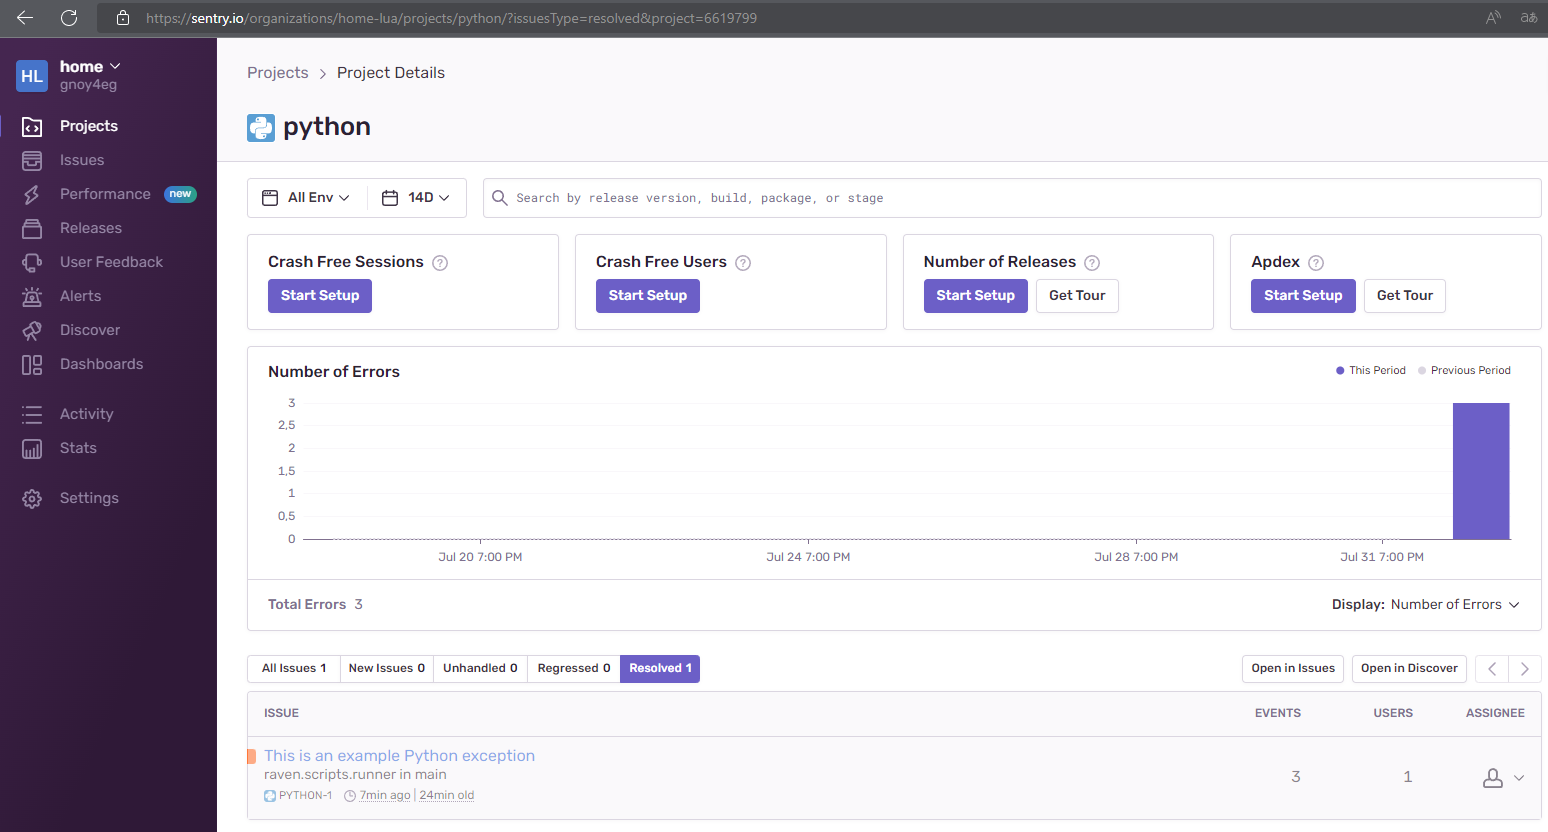 https://sentry.io/organizations/home-lua/projects/python/?issuesType=resolved&project=6619799
HL
home
gnoy4eg
Projects
Issues
Performance new
Releases
User Feedback
Alerts
Discover
Dashboards
Activity
Stats
Settings
Projects > Project Details
python
All Env 14D Search by release version, build, package, or stage
Crash Free Sessions ?
Start Setup
Crash Free Users ?
Start Setup
Number of Releases ?
Start Setup Get Tour
Apdex ?
Start Setup Get Tour
Number of Errors
This Period Previous Period
3
2,5
2
1,5
1
0,5
0
Jul 20 7:00 PM Jul 24 7:00 PM Jul 28 7:00 PM Jul 31 7:00 PM
Total Errors 3
Display: Number of Errors
All Issues 1 New Issues 0 Unhandled 0 Regressed 0 Resolved 1
Open in Issues Open in Discover
ISSUE EVENTS USERS ASSIGNEE
This is an example Python exception
raven.scripts.runner in main
PYTHON-1 7min ago | 24min old
3 1